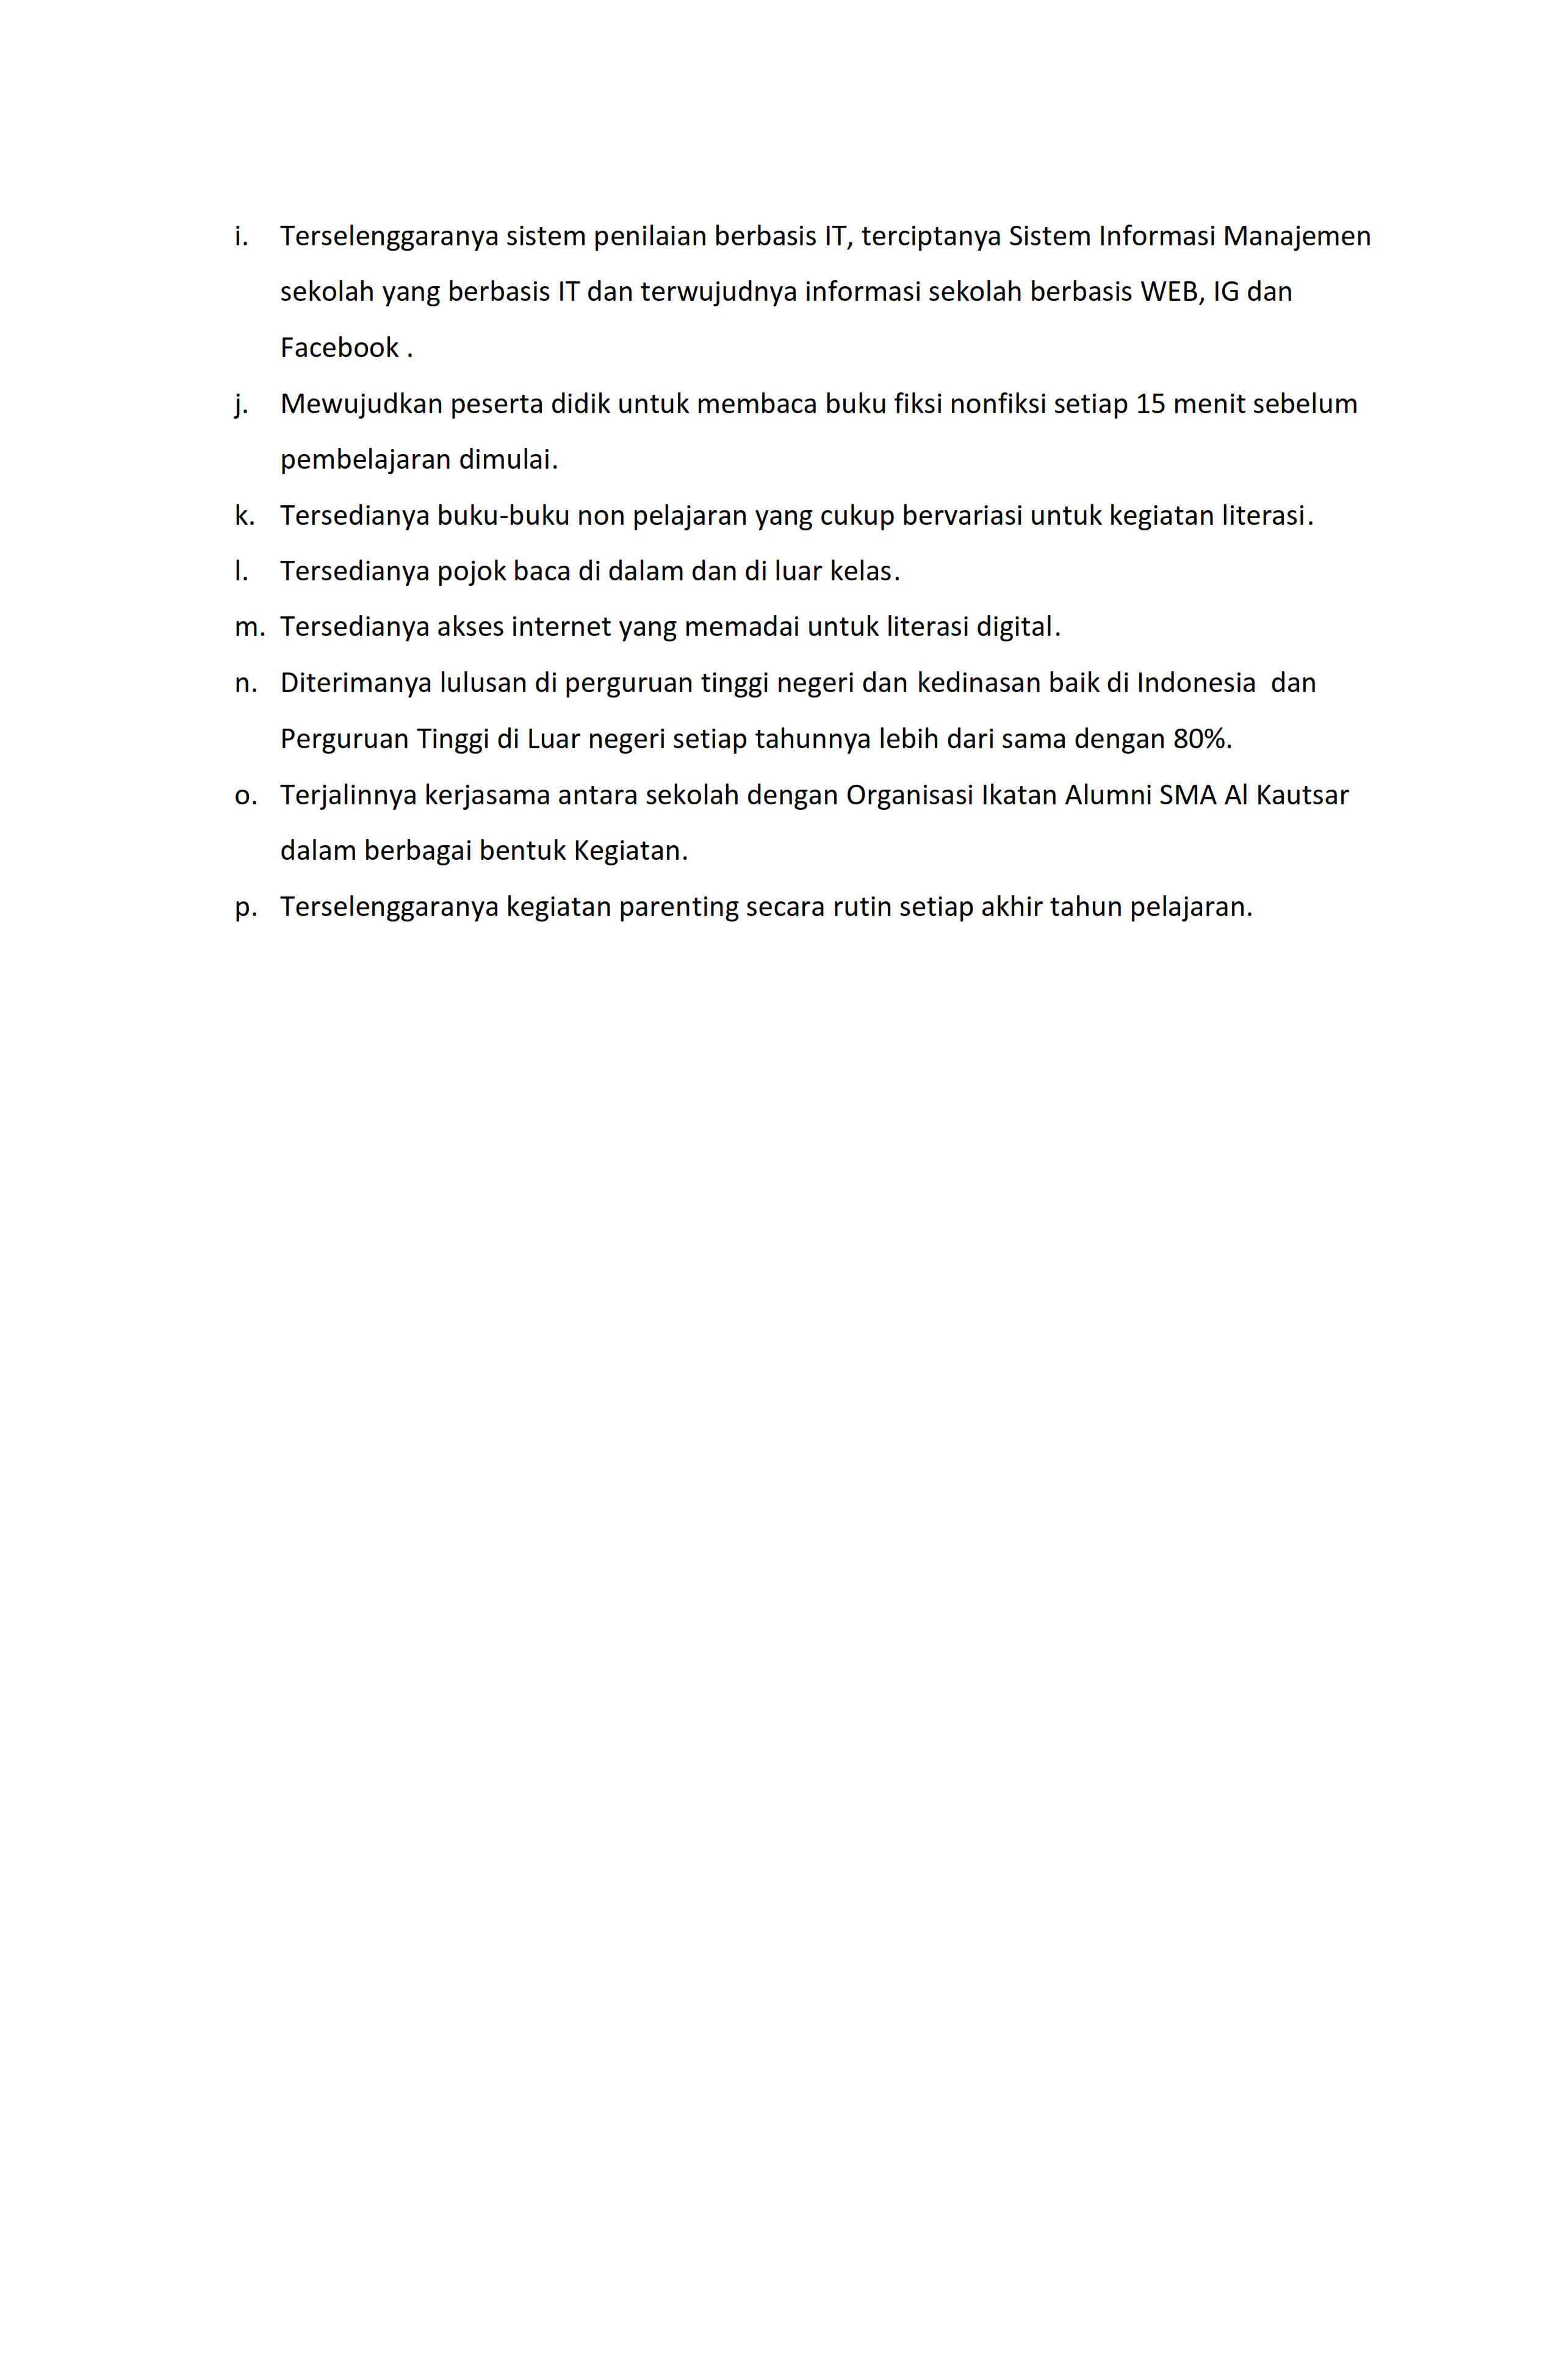 i. Terselenggaranya sistem penilaian berbasis IT, terciptanya Sistem Informasi Manajemen
sekolah yang berbasis IT dan terwujudnya informasi sekolah berbasis WEB, IG dan
Facebook .
j. Mewujudkan peserta didik untuk membaca buku fiksi nonfiksi setiap 15 menit sebelum
pembelajaran dimulai.
k. Tersedianya buku-buku non pelajaran yang cukup bervariasi untuk kegiatan literasi.
l. Tersedianya pojok baca di dalam dan di luar kelas.
m. Tersedianya akses internet yang memadai untuk literasi digital.
n. Diterimanya lulusan di perguruan tinggi negeri dan kedinasan baik di Indonesia  dan
Perguruan Tinggi di Luar negeri setiap tahunnya lebih dari sama dengan 80%.
o. Terjalinnya kerjasama antara sekolah dengan Organisasi Ikatan Alumni SMA Al Kautsar
dalam berbagai bentuk Kegiatan.
p. Terselenggaranya kegiatan parenting secara rutin setiap akhir tahun pelajaran.